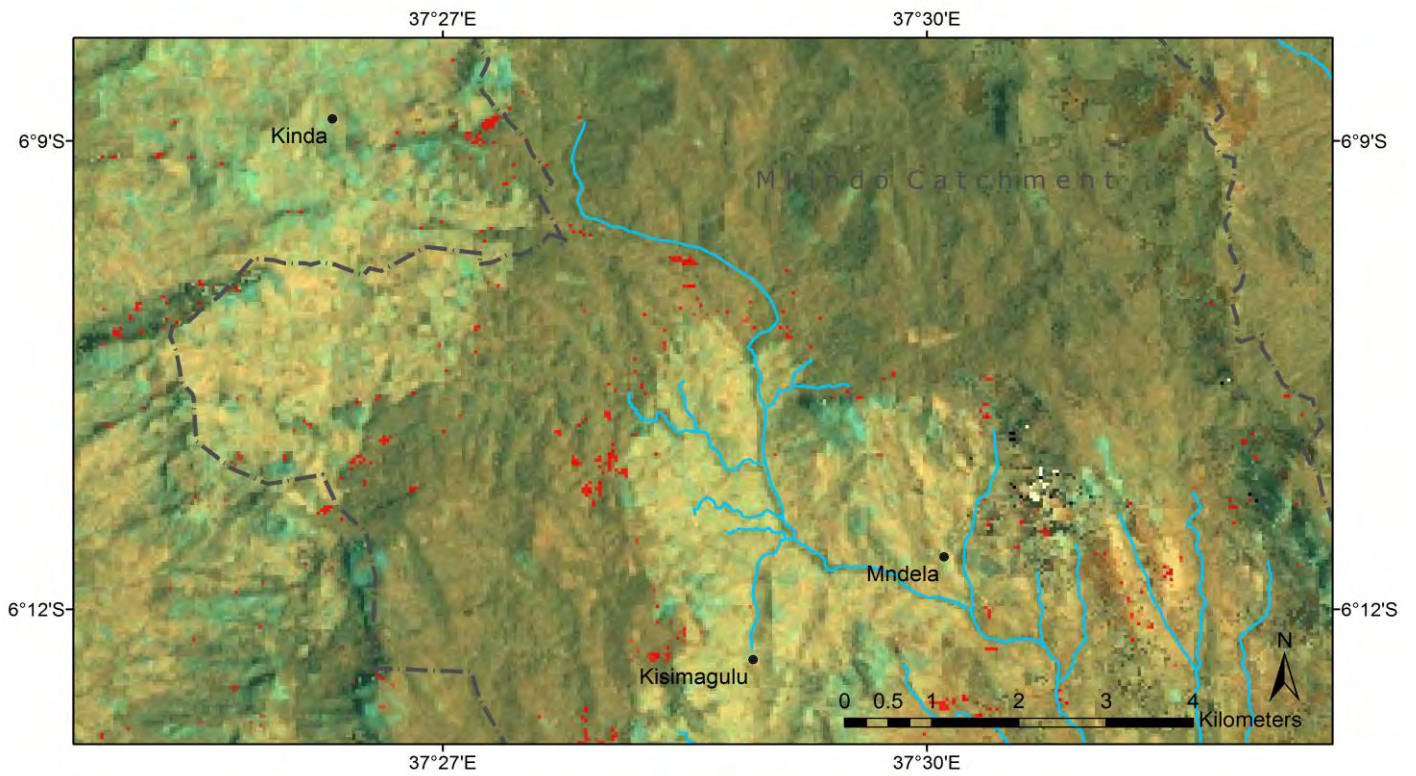 37°27'E 37°30'E
6°9'S 6°9'S
Kinda
Mkindo Catchment
Mndela
6°12'S 6°12'S
N
Kisimagulu
0 0.5 1 2 3 4
Kilometers
37°27'E 37°30'E